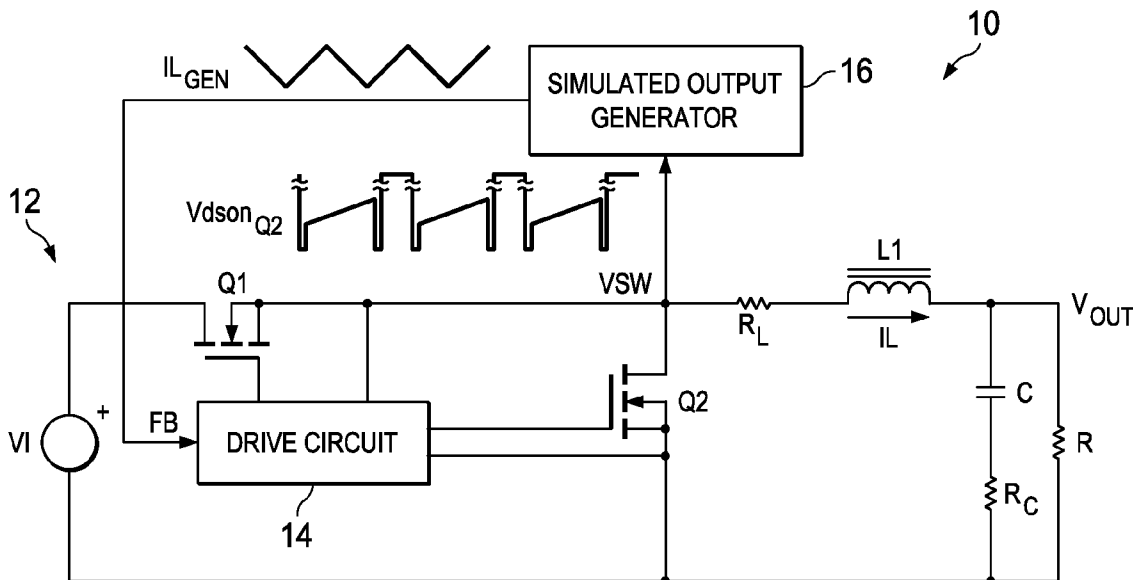 10
IL GEN
SIMULATED OUTPUT
GENERATOR
16
12
Vdson Q2
Q1
VSW
L1
R L
IL
V OUT
VI
+
FB
DRIVE CIRCUIT
14
Q2
C
R
R C